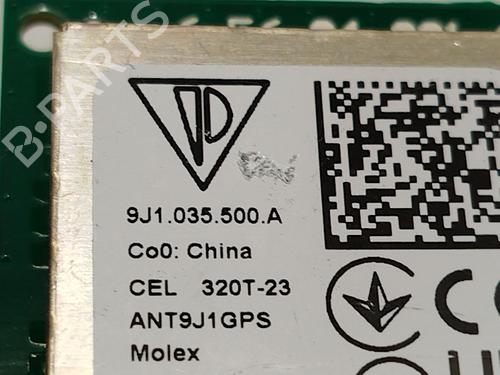 B-PARTS
9J1.035.500.A
Co0: China
CEL 320T-23
ANT9J1GPS
Molex